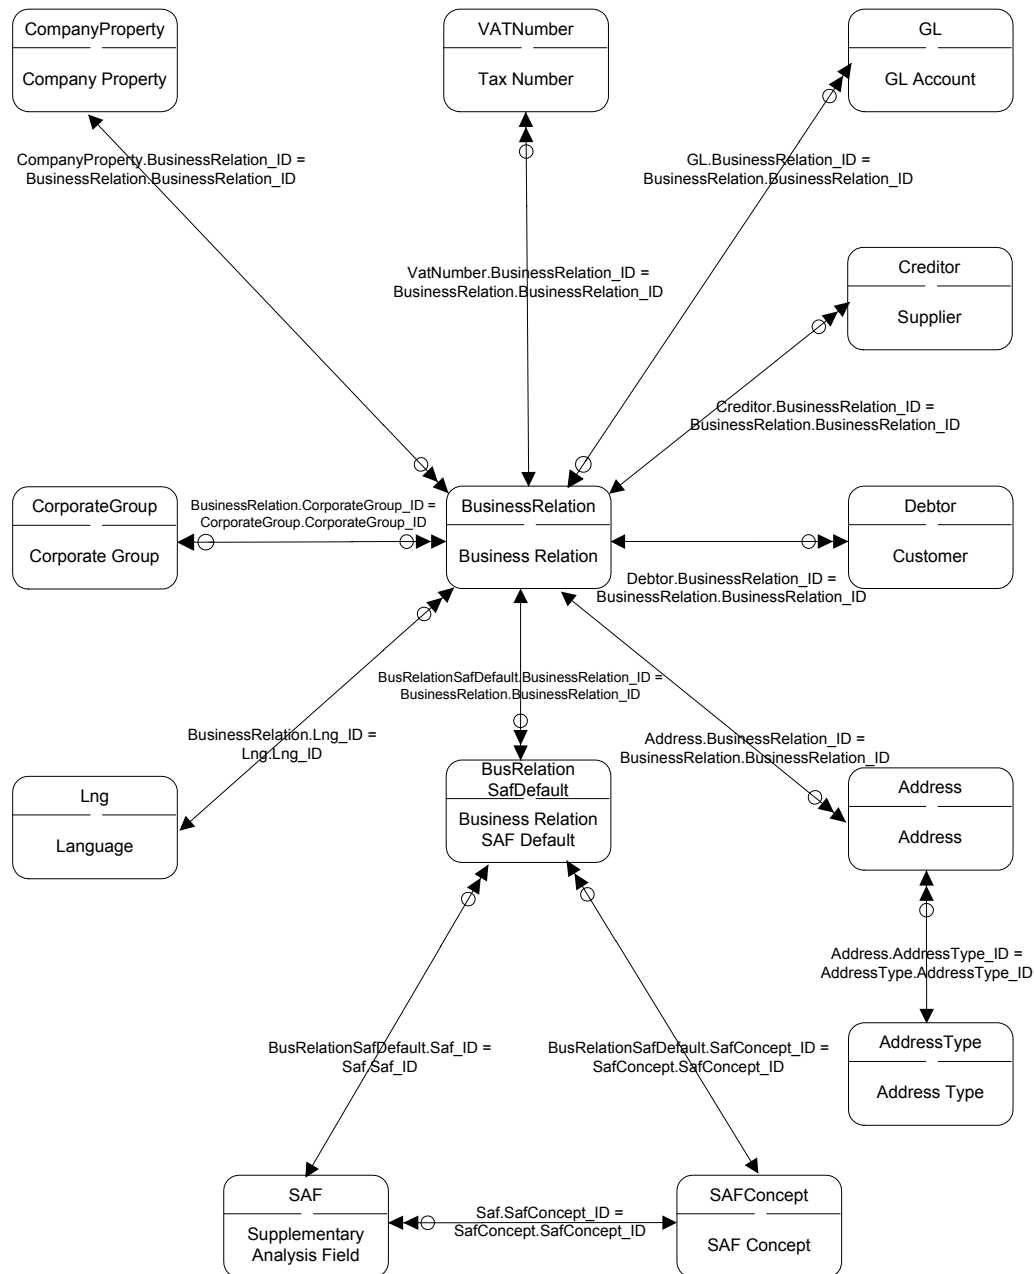 CompanyProperty
Company Property
VATNumber
Tax Number
GL
GL Account
CompanyProperty.BusinessRelation_ID =
BusinessRelation.BusinessRelation_ID
GL.BusinessRelation_ID =
BusinessRelation.BusinessRelation_ID
VatNumber.BusinessRelation_ID =
BusinessRelation.BusinessRelation_ID
Creditor
Supplier
Creditor.BusinessRelation_ID =
BusinessRelation.BusinessRelation_ID
CorporateGroup
Corporate Group
BusinessRelation.CorporateGroup_ID =
CorporateGroup.CorporateGroup_ID
BusinessRelation
Business Relation
Debtor
Customer
Debtor.BusinessRelation_ID =
BusinessRelation.BusinessRelation_ID
BusRelationSafDefault.BusinessRelation_ID =
BusinessRelation.BusinessRelation_ID
BusinessRelation.Lng_ID =
Lng.Lng_ID
Address.BusinessRelation_ID =
BusinessRelation.BusinessRelation_ID
Lng
Language
BusRelation
SafDefault
Business Relation
SAF Default
Address
Address
Address.AddressType_ID =
AddressType.AddressType_ID
BusRelationSafDefault.Saf_ID =
Saf.Saf_ID
BusRelationSafDefault.SafConcept_ID =
SafConcept.SafConcept_ID
AddressType
Address Type
SAF
Supplementary
Analysis Field
Saf.SafConcept_ID =
SafConcept.SafConcept_ID
SAFConcept
SAF Concept